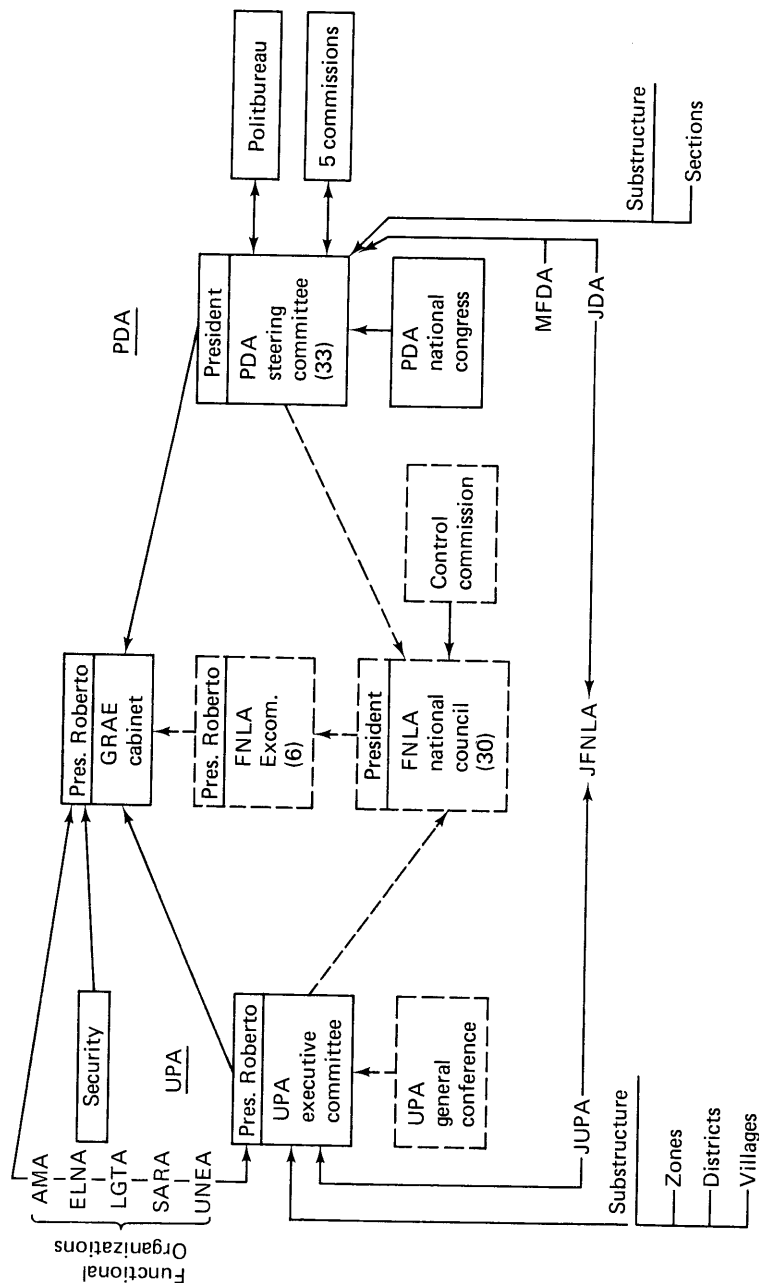 Functional
Organizations
AMA
ELNA
LGTA
SARA
UNEA
Security
UPA
Pres. Roberto
UPA
executive
committee
UPA
general
conference
JUPA
Substructure
Zones
Districts
Villages
Pres. Roberto
GRAE
cabinet
Pres. Roberto
FNLA
Excom.
(6)
President
FNLA
national
council
(30)
Control
commission
JFNLA
PDA
President
PDA
steering
committee
(33)
Politbureau
5 commissions
PDA
national
congress
MFDA
JDA
Substructure
Sections